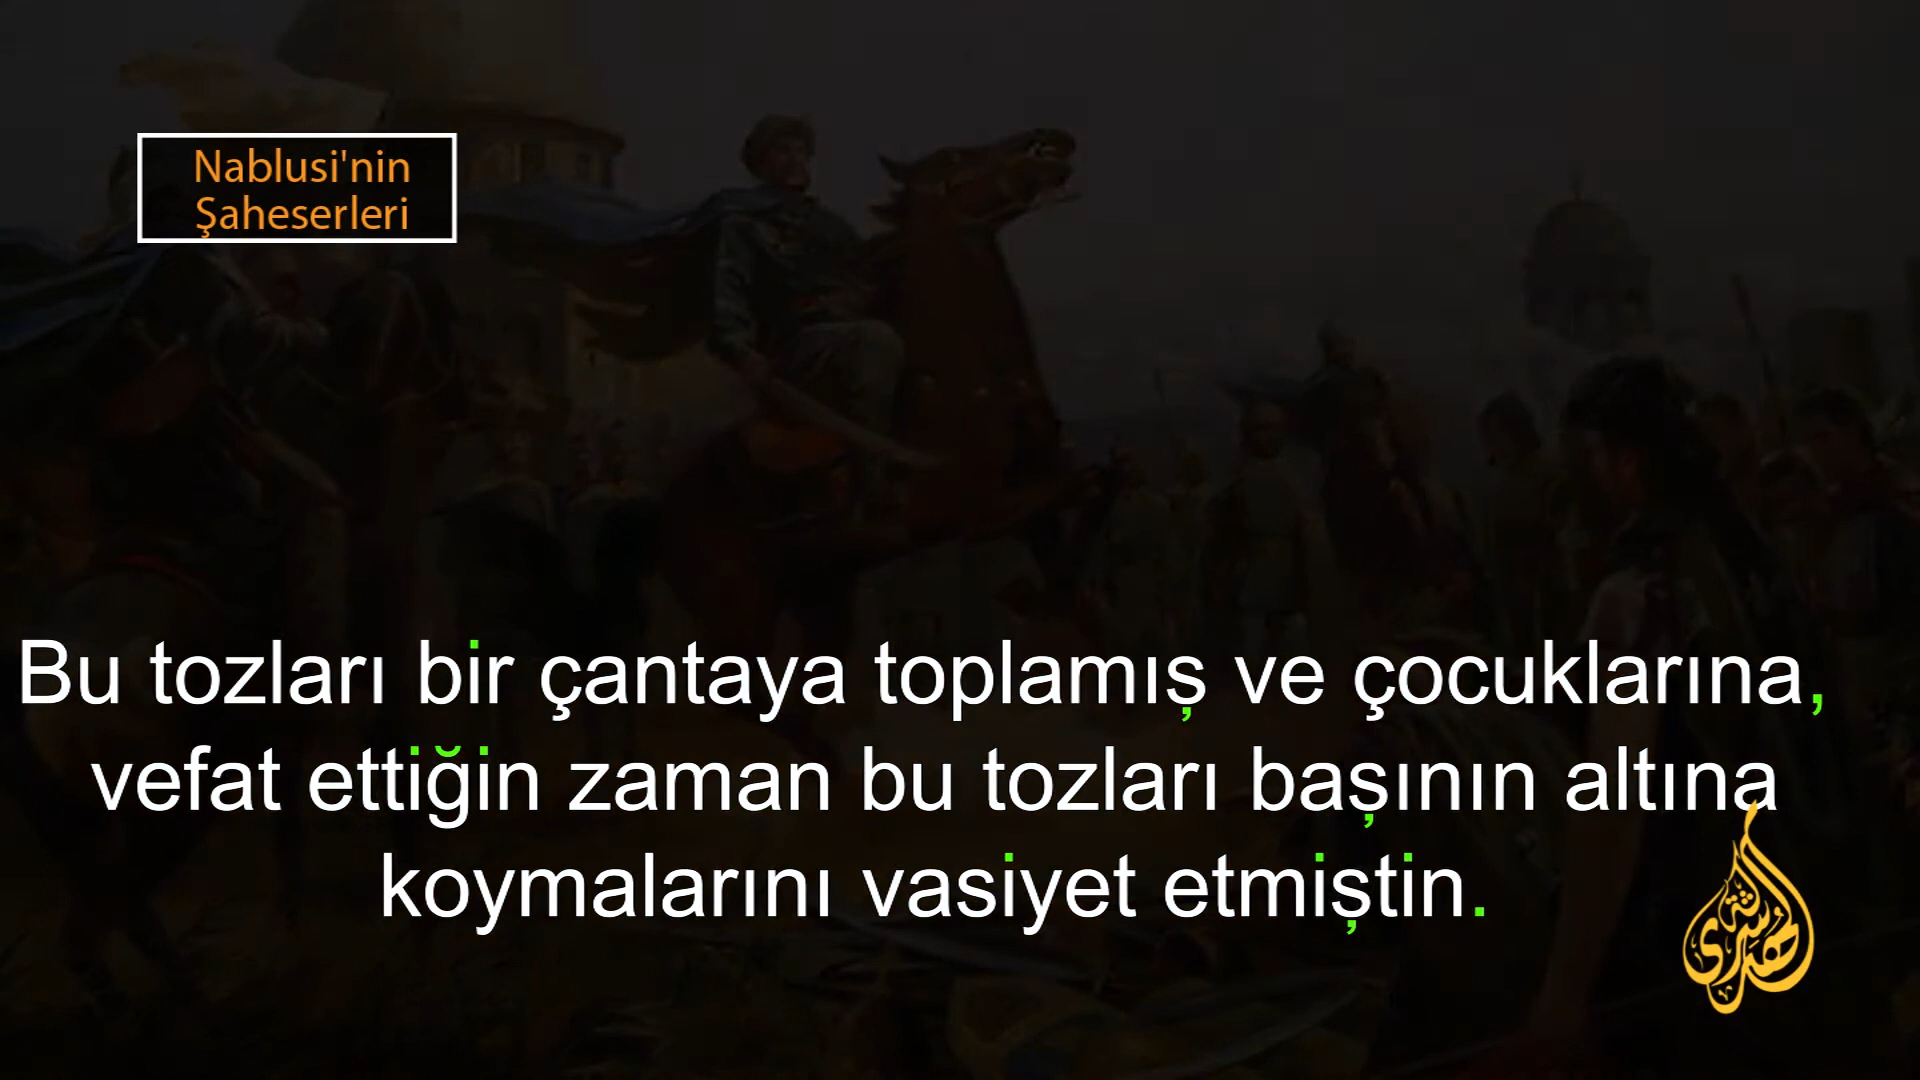 Nablusi'nin
Şaheserleri
Bu tozları bir çantaya toplamış ve çocuklarına,
vefat ettiğin zaman bu tozları başının altına
koymalarını vasiyet etmiştin.